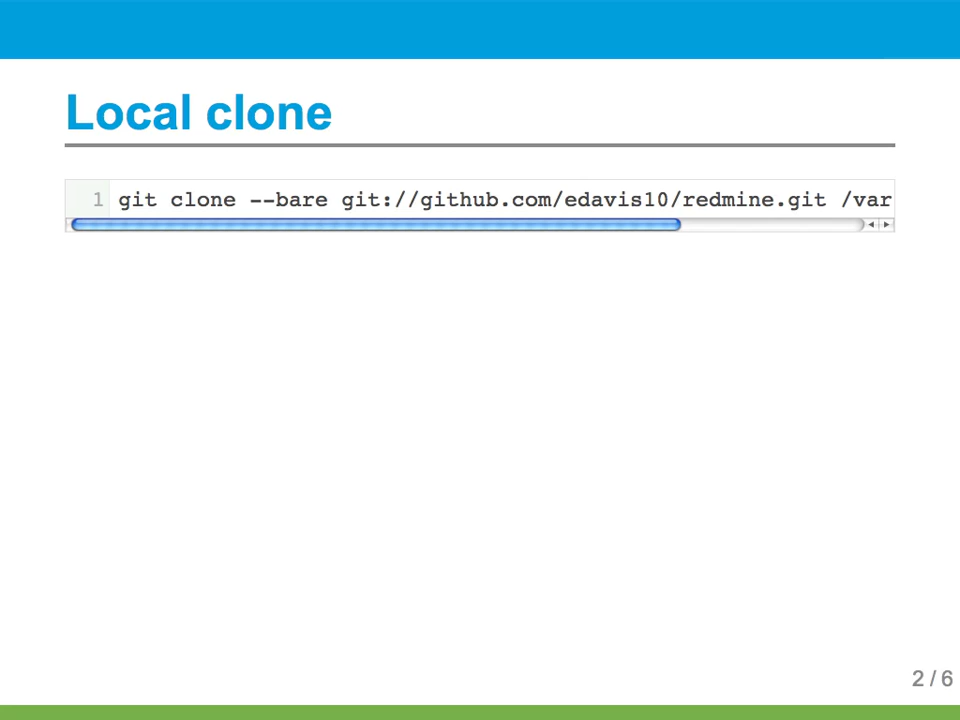 Local clone
1 git clone --bare git://github.com/edavis10/redmine.git /var
2 / 6